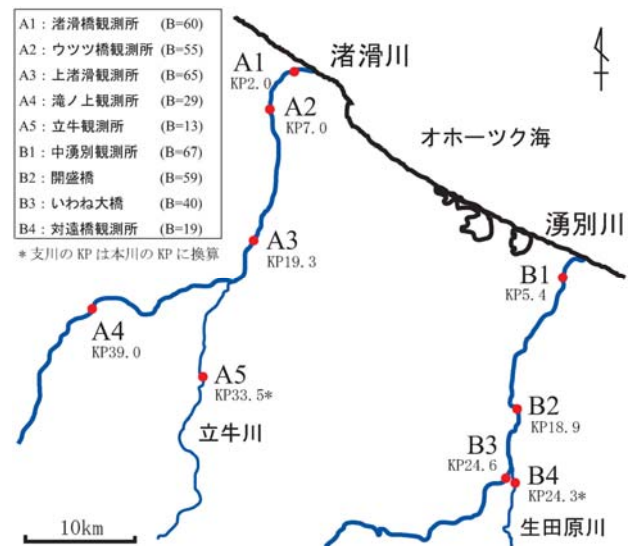 A1：渚滑橋観測所 (B=60)
A2：ウツツ橋観測所 (B=55)
A3：上渚滑観測所 (B=65)
A4：滝ノ上観測所 (B=29)
A5：立牛観測所 (B=13)
B1：中湧別観測所 (B=67)
B2：開盛橋 (B=59)
B3：いわね大橋 (B=40)
B4：対遠橋観測所 (B=19)
＊支川のKPは本川のKPに換算
渚滑川
A1
KP2.0
A2
KP7.0
オホーツク海
湧別川
A3
KP19.3
B1
KP5.4
A4
KP39.0
A5
KP33.5*
立牛川
B2
KP18.9
B3
KP24.6
B4
KP24.3*
生田原川
10km